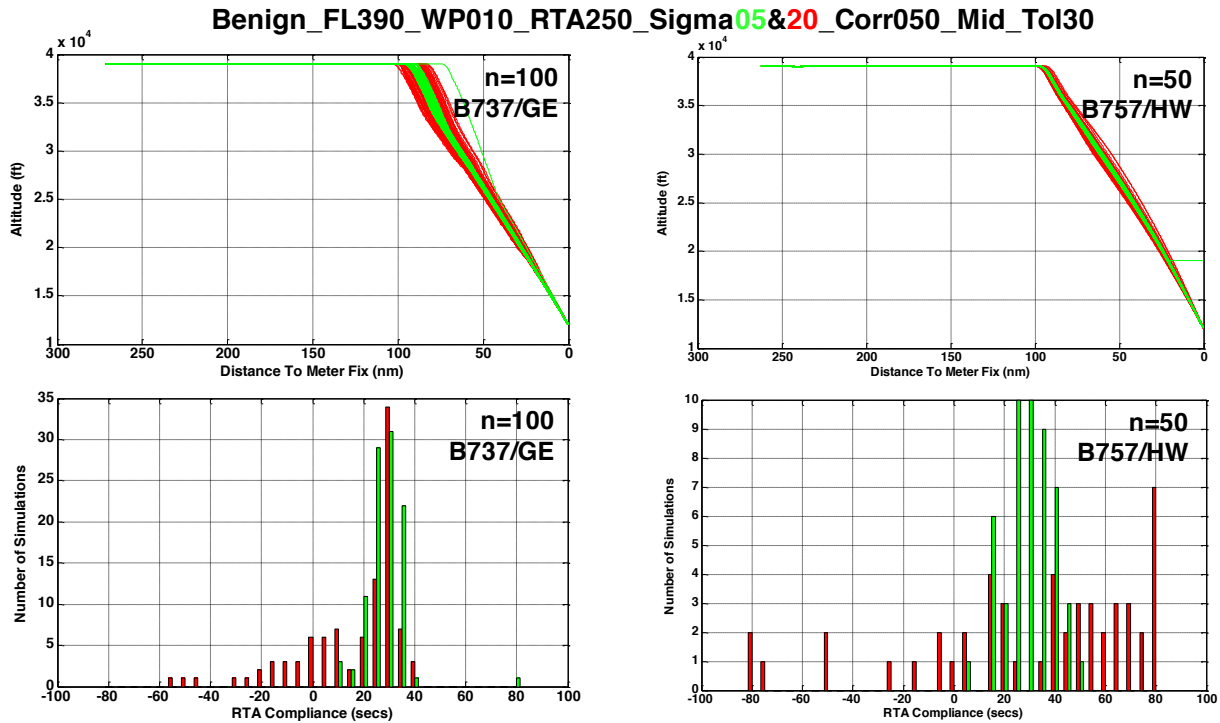 Benign_FL390_WP010_RTA250_Sigma05&20_Corr050_Mid_Tol30
x 10^4
4
3.5
3
2.5
2
1.5
1
Altitude (ft)
n=100
B737/GE
300 250 200 150 100 50 0
Distance To Meter Fix (nm)
x 10^4
4
3.5
3
2.5
2
1.5
1
Altitude (ft)
n=50
B757/HW
300 250 200 150 100 50 0
Distance To Meter Fix (nm)
35
30
25
20
15
10
5
0
Number of Simulations
n=100
B737/GE
-100 -80 -60 -40 -20 0 20 40 60 80 100
RTA Compliance (secs)
10
9
8
7
6
5
4
3
2
1
0
Number of Simulations
n=50
B757/HW
-100 -80 -60 -40 -20 0 20 40 60 80 100
RTA Compliance (secs)